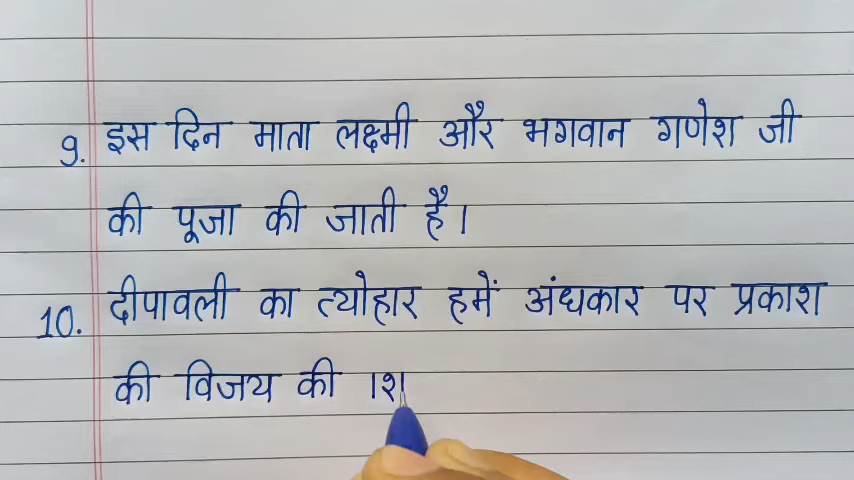 9. इस दिन माता लक्ष्मी और भगवान गणेश जी
की पूजा की जाती है।
10. दीपावली का त्योहार हमें अंधकार पर प्रकाश
की विजय की